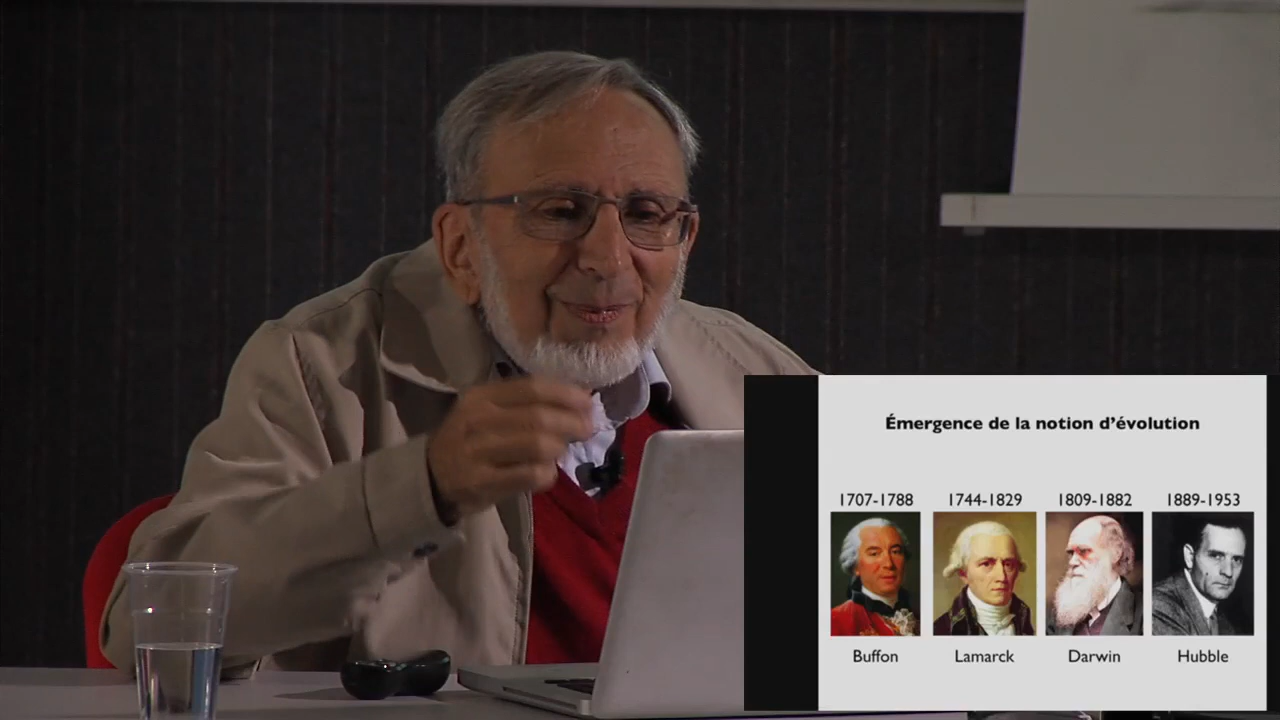 Émergence de la notion d'évolution
1707-1788 1744-1829 1809-1882 1889-1953
Buffon Lamarck Darwin Hubble